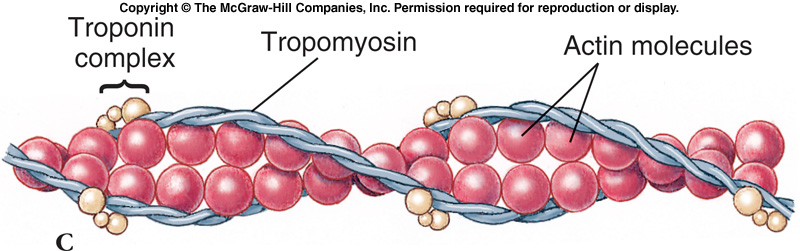 Copyright © The McGraw-Hill Companies, Inc. Permission required for reproduction or display.
Troponin
complex
Tropomyosin
Actin molecules
C